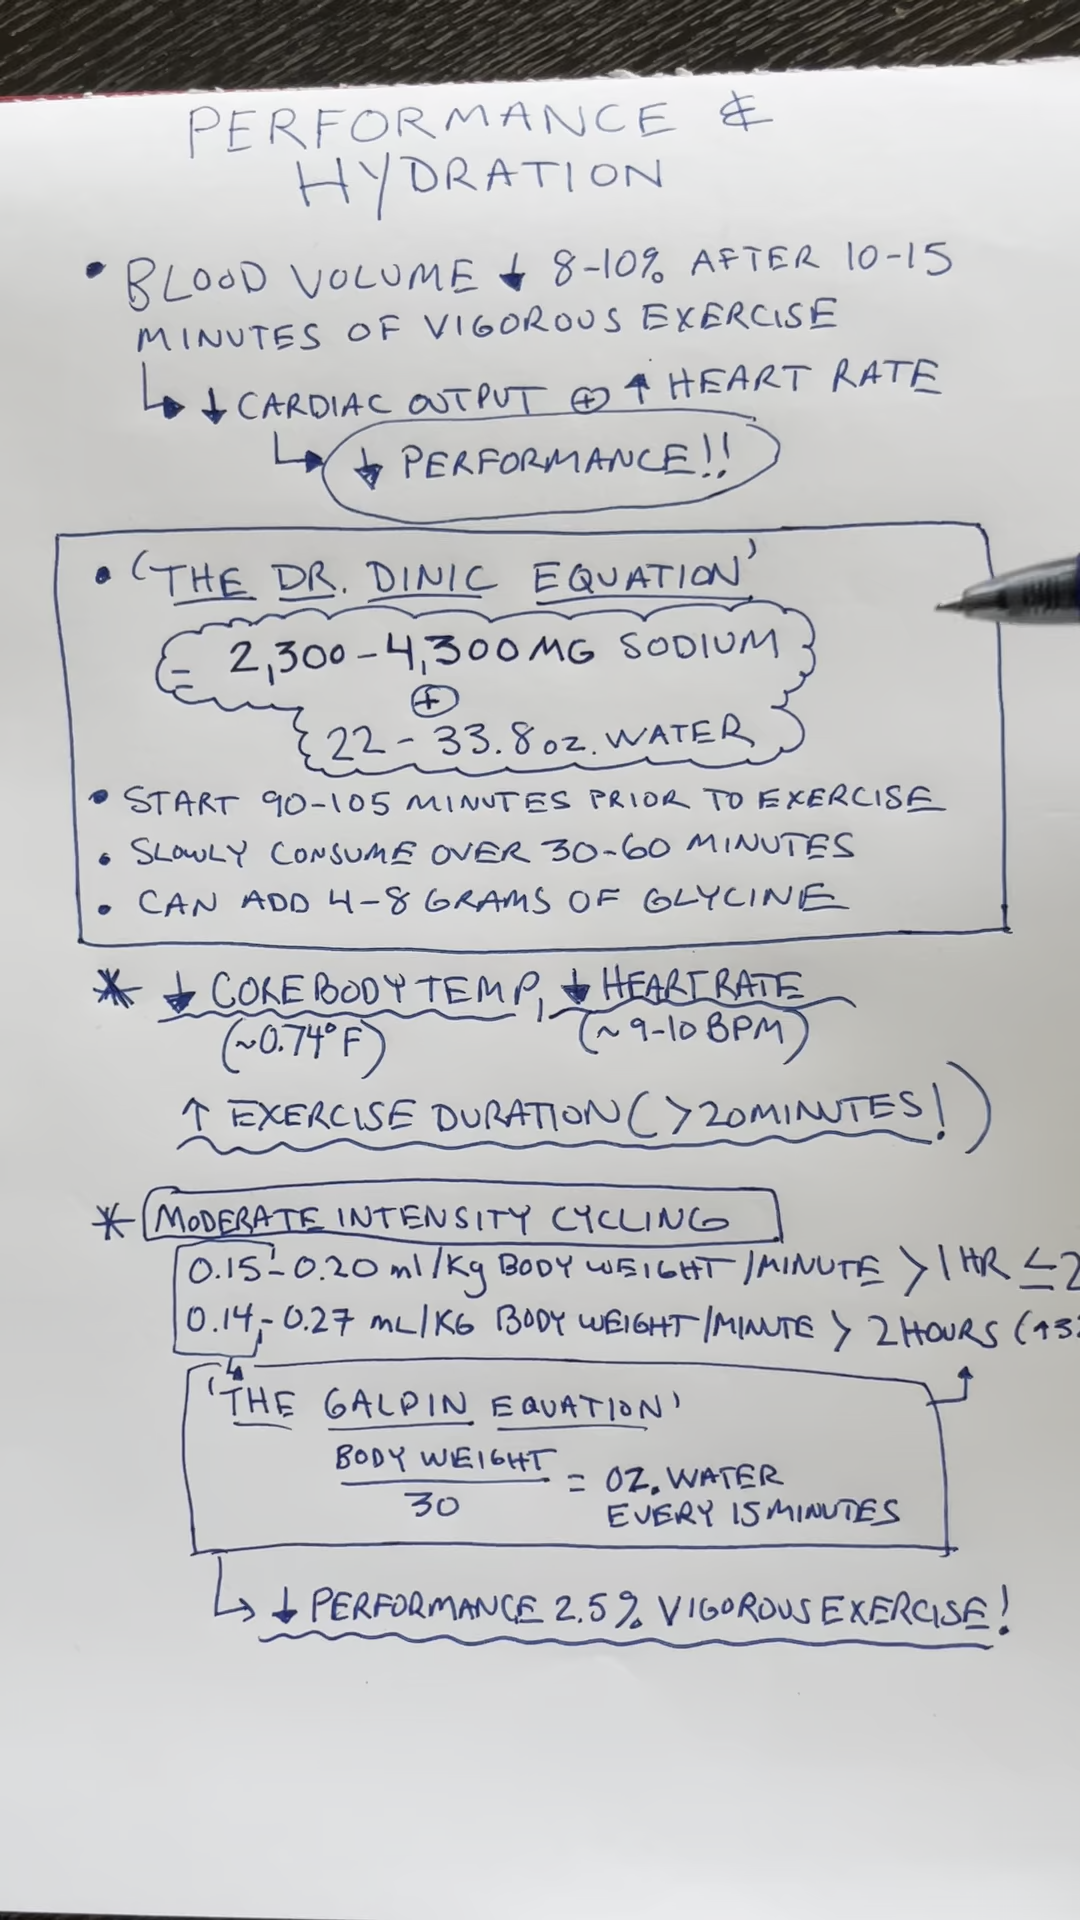 PERFORMANCE &
HYDRATION
• BLOOD VOLUME ↓ 8-10% AFTER 10-15
MINUTES OF VIGOROUS EXERCISE
↳ ↓ CARDIAC OUTPUT ⊕ ↑ HEART RATE
↳ ↓ PERFORMANCE!!
• 'THE DR. DINIC EQUATION'
= 2,300-4,300 MG SODIUM
⊕
22-33.8 oz. WATER
• START 90-105 MINUTES PRIOR TO EXERCISE
• SLOWLY CONSUME OVER 30-60 MINUTES
• CAN ADD 4-8 GRAMS OF GLYCINE
* ↓ CORE BODY TEMP, ↓ HEART RATE
(~0.74°F) (~9-10 BPM)
↑ EXERCISE DURATION (>20 MINUTES!)
* MODERATE INTENSITY CYCLING
0.15-0.20 ml/Kg BODY WEIGHT/MINUTE > 1 HR ≤ 2
0.14-0.27 mL/KG BODY WEIGHT/MINUTE > 2 HOURS (↑3
'THE GALPIN EQUATION'
BODY WEIGHT
30
= OZ. WATER
EVERY 15 MINUTES
↳ ↓ PERFORMANCE 2.5% VIGOROUS EXERCISE!